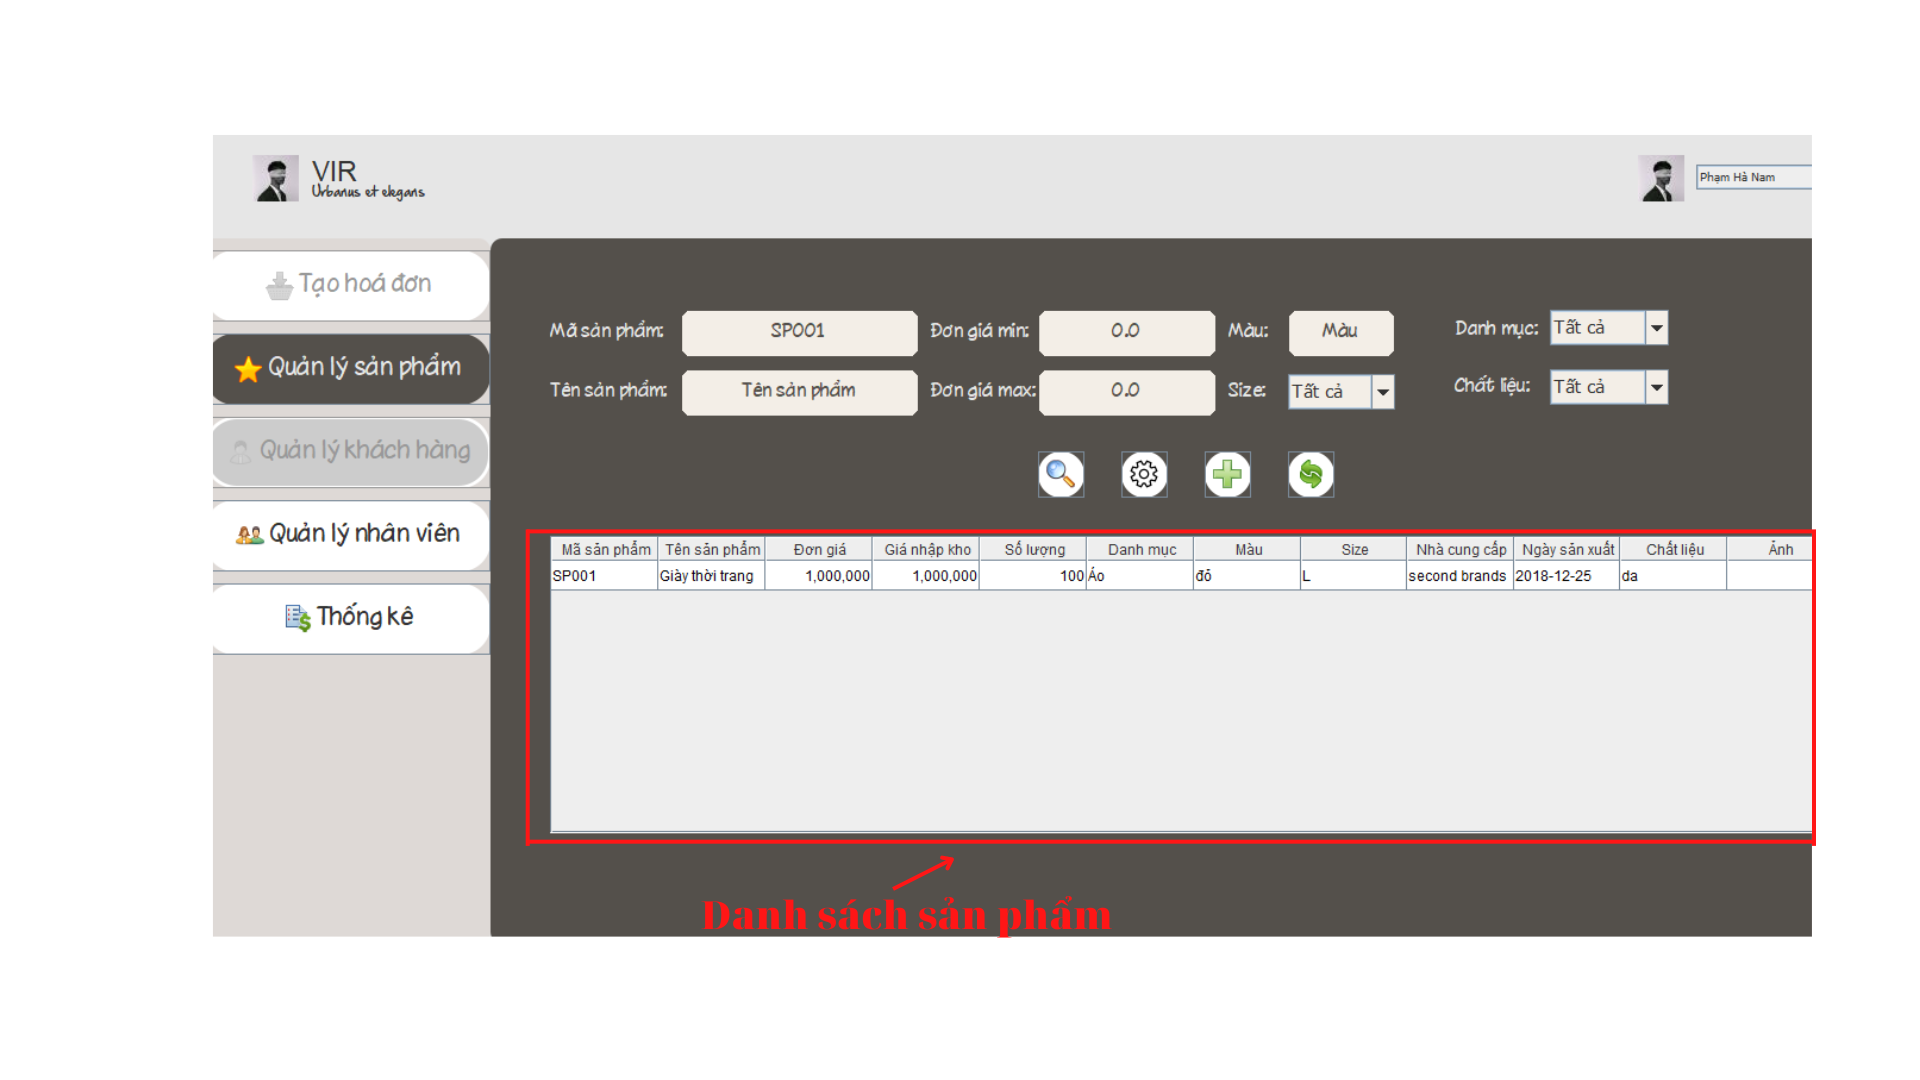 VIR
Urbanus et elegans
Phạm Hà Nam
Tạo hoá đơn
Quản lý sản phẩm
Quản lý khách hàng
Quản lý nhân viên
Thống kê
Mã sản phẩm: SP001 Đơn giá min: 0.0 Màu: Màu Danh mục: Tất cả
Tên sản phẩm: Tên sản phẩm Đơn giá max: 0.0 Size: Tất cả Chất liệu: Tất cả
Mã sản phẩm Tên sản phẩm Đơn giá Giá nhập kho Số lượng Danh mục Màu Size Nhà cung cấp Ngày sản xuất Chất liệu Ảnh
SP001 Giày thời trang 1,000,000 1,000,000 100 Áo đỏ L second brands 2018-12-25 da
Danh sách sản phẩm